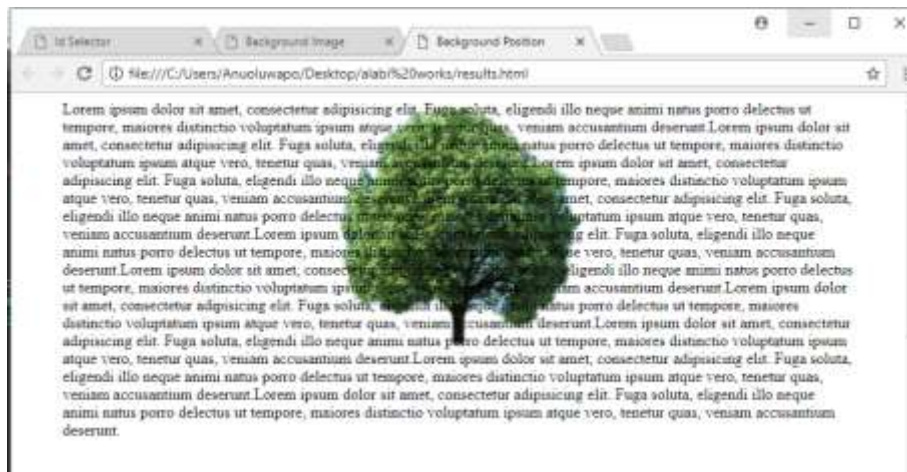 Id Selector
Background Image
Background Position
file:///C:/Users/Anuoluwapo/Desktop/alabi%20works/results.html
Lorem ipsum dolor sit amet, consectetur adipisicing elit. Fuga soluta, eligendi illo neque animi natus porro delectus ut
tempore, maiores distinctio voluptatum ipsum atque vero, tenetur quas, veniam accusantium deserunt.Lorem ipsum dolor sit
amet, consectetur adipisicing elit. Fuga soluta, eligendi illo neque animi natus porro delectus ut tempore, maiores distinctio
voluptatum ipsum atque vero, tenetur quas, veniam accusantium deserunt.Lorem ipsum dolor sit amet, consectetur
adipisicing elit. Fuga soluta, eligendi illo neque animi natus porro delectus ut tempore, maiores distinctio voluptatum ipsum
atque vero, tenetur quas, veniam accusantium deserunt.Lorem ipsum dolor sit amet, consectetur adipisicing elit. Fuga soluta,
eligendi illo neque animi natus porro delectus ut tempore, maiores distinctio voluptatum ipsum atque vero, tenetur quas,
veniam accusantium deserunt.Lorem ipsum dolor sit amet, consectetur adipisicing elit. Fuga soluta, eligendi illo neque
animi natus porro delectus ut tempore, maiores distinctio voluptatum ipsum atque vero, tenetur quas, veniam accusantium
deserunt.Lorem ipsum dolor sit amet, consectetur adipisicing elit. Fuga soluta, eligendi illo neque animi natus porro delectus
ut tempore, maiores distinctio voluptatum ipsum atque vero, tenetur quas, veniam accusantium deserunt.Lorem ipsum dolor
sit amet, consectetur adipisicing elit. Fuga soluta, eligendi illo neque animi natus porro delectus ut tempore, maiores
distinctio voluptatum ipsum atque vero, tenetur quas, veniam accusantium deserunt.Lorem ipsum dolor sit amet, consectetur
adipisicing elit. Fuga soluta, eligendi illo neque animi natus porro delectus ut tempore, maiores distinctio voluptatum ipsum
atque vero, tenetur quas, veniam accusantium deserunt.Lorem ipsum dolor sit amet, consectetur adipisicing elit. Fuga soluta,
eligendi illo neque animi natus porro delectus ut tempore, maiores distinctio voluptatum ipsum atque vero, tenetur quas,
veniam accusantium deserunt.Lorem ipsum dolor sit amet, consectetur adipisicing elit. Fuga soluta, eligendi illo neque
animi natus porro delectus ut tempore, maiores distinctio voluptatum ipsum atque vero, tenetur quas, veniam accusantium
deserunt.